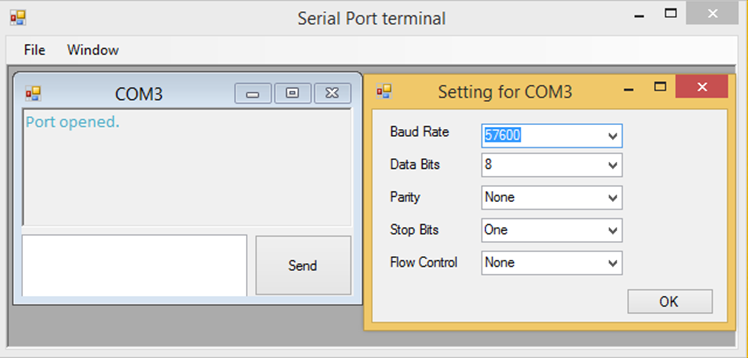 Serial Port terminal
File Window
COM3
Port opened.
Send
Setting for COM3
Baud Rate 57600
Data Bits 8
Parity None
Stop Bits One
Flow Control None
OK